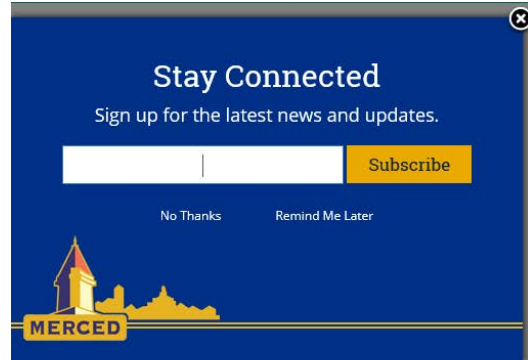 Stay Connected
Sign up for the latest news and updates.
Subscribe
No Thanks Remind Me Later
MERCED